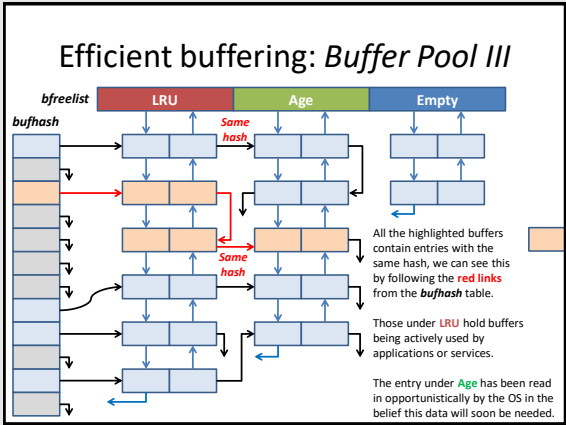 Efficient buffering: Buffer Pool III
bfreelist
LRU
Age
Empty
bufhash
Same
hash
Same
hash
All the highlighted buffers
contain entries with the
same hash, we can see this
by following the red links
from the bufhash table.
Those under LRU hold buffers
being actively used by
applications or services.
The entry under Age has been read
in opportunistically by the OS in the
belief this data will soon be needed.